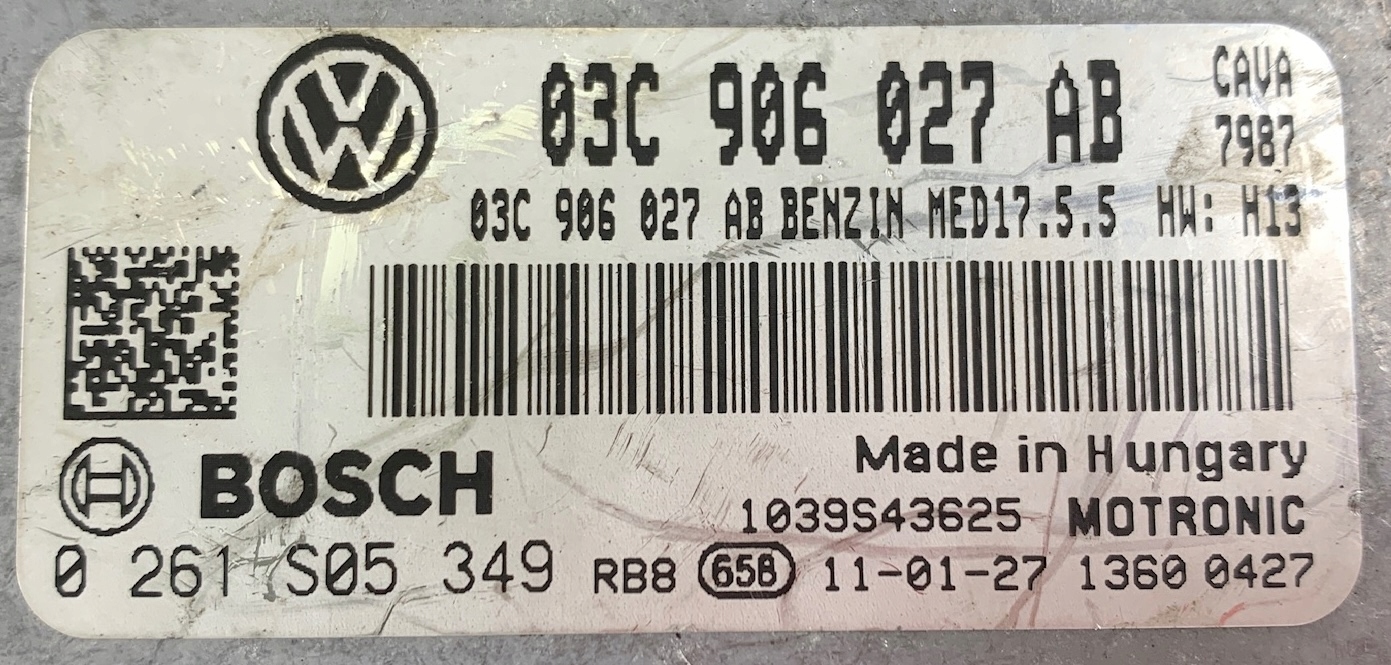 03C 906 027 AB
CAVA
7987
03C 906 027 AB BENZIN MED17.5.5 HW: H13
BOSCH
Made in Hungary
1039S43625 MOTRONIC
0 261 S05 349 RB8 658 11-01-27 1360 0427